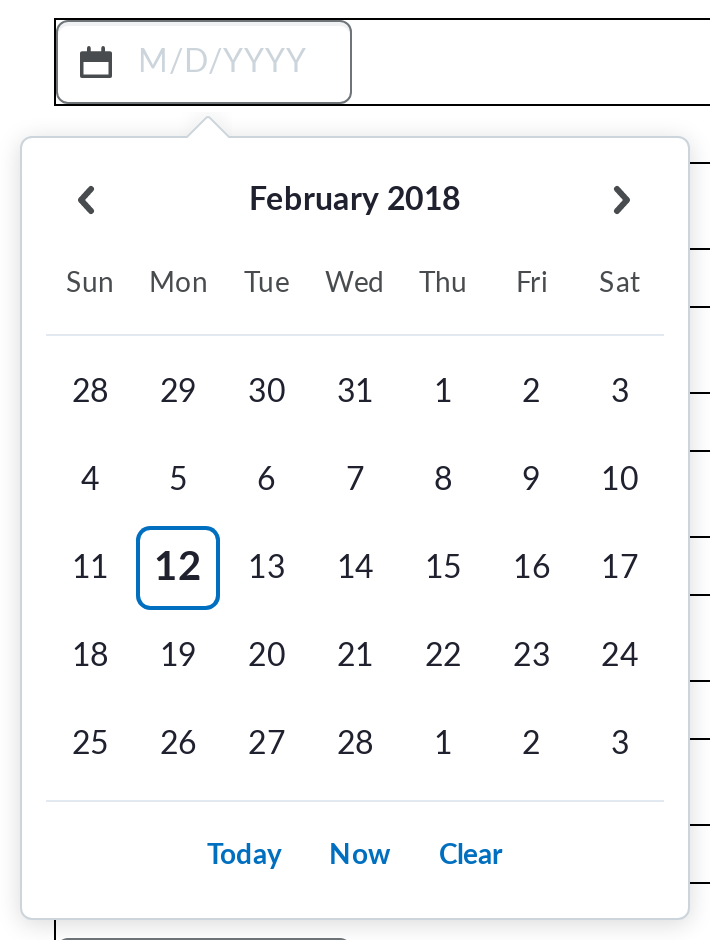 M/D/YYYY
February 2018
Sun Mon Tue Wed Thu Fri Sat
28 29 30 31 1 2 3
4 5 6 7 8 9 10
11 12 13 14 15 16 17
18 19 20 21 22 23 24
25 26 27 28 1 2 3
Today Now Clear